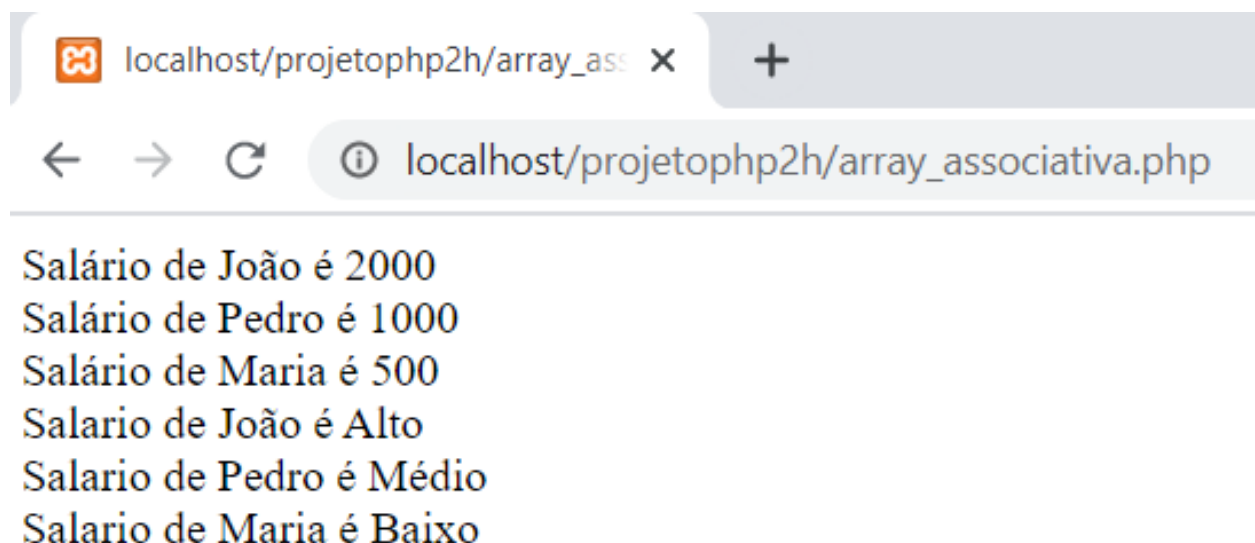 localhost/projetophp2h/array_ass
localhost/projetophp2h/array_associativa.php
Salário de João é 2000
Salário de Pedro é 1000
Salário de Maria é 500
Salario de João é Alto
Salario de Pedro é Médio
Salario de Maria é Baixo